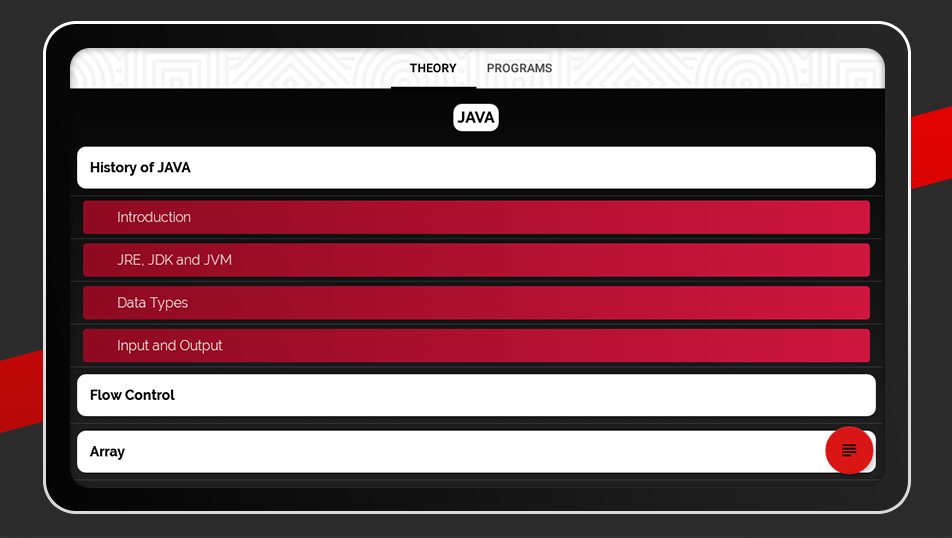 THEORY PROGRAMS
JAVA
History of JAVA
Introduction
JRE, JDK and JVM
Data Types
Input and Output
Flow Control
Array